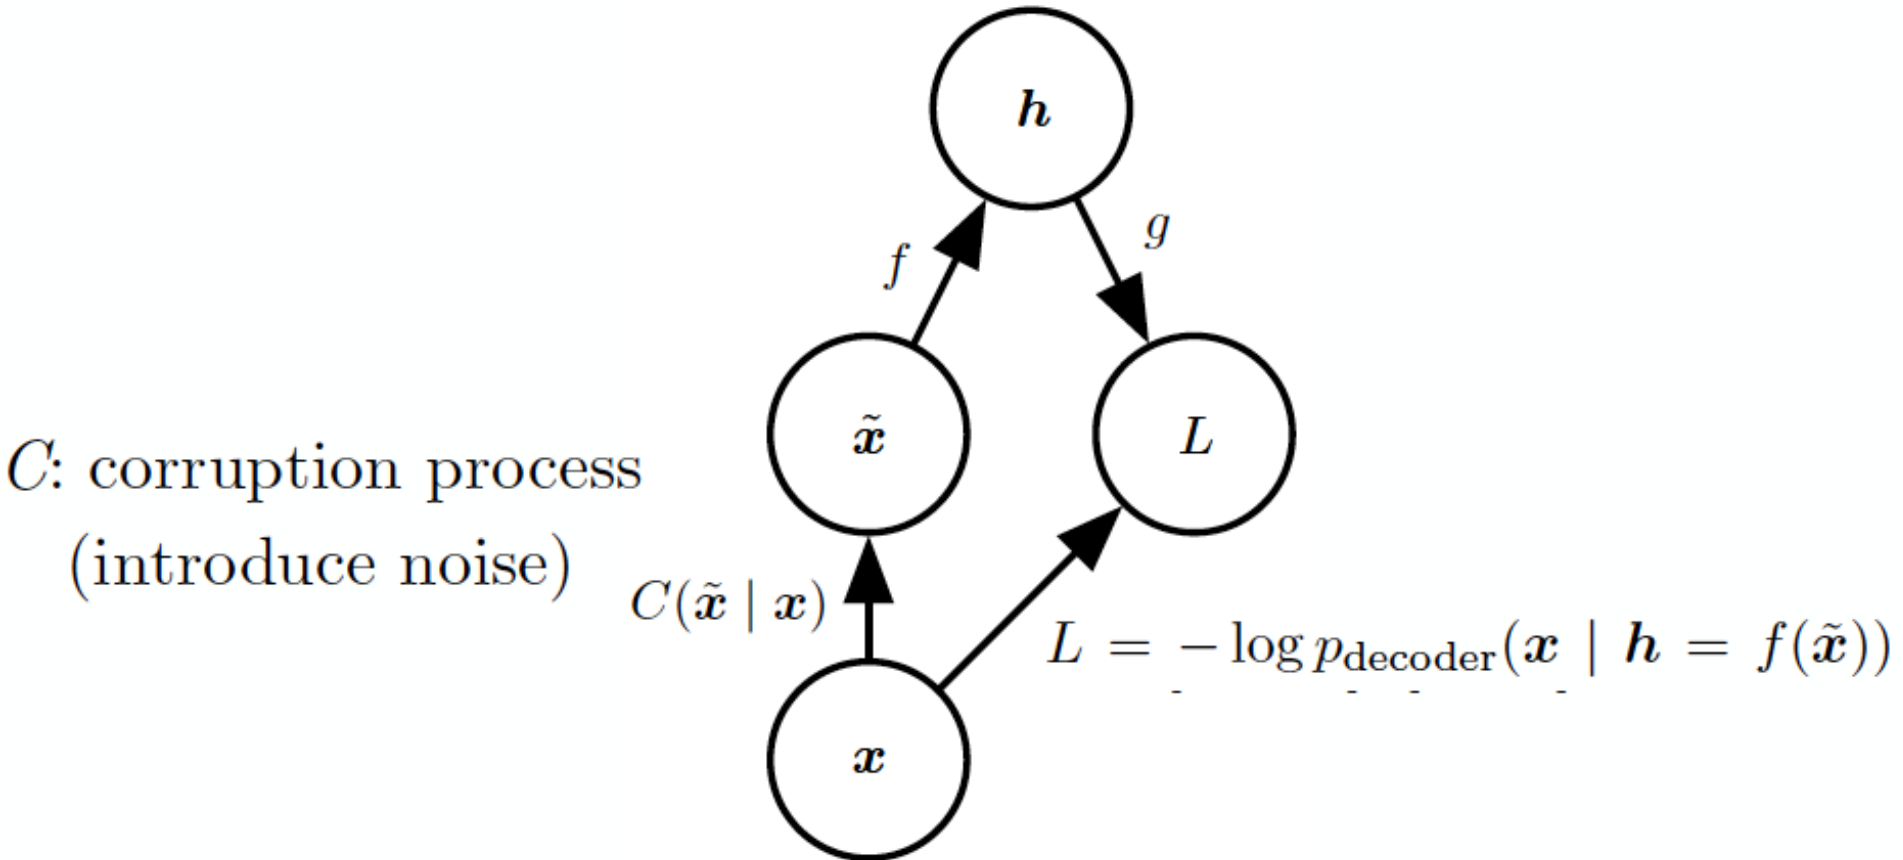 h
f
g
x̃
L
C: corruption process
(introduce noise)
C(x̃ | x)
L = − log p_decoder(x | h = f(x̃))
x